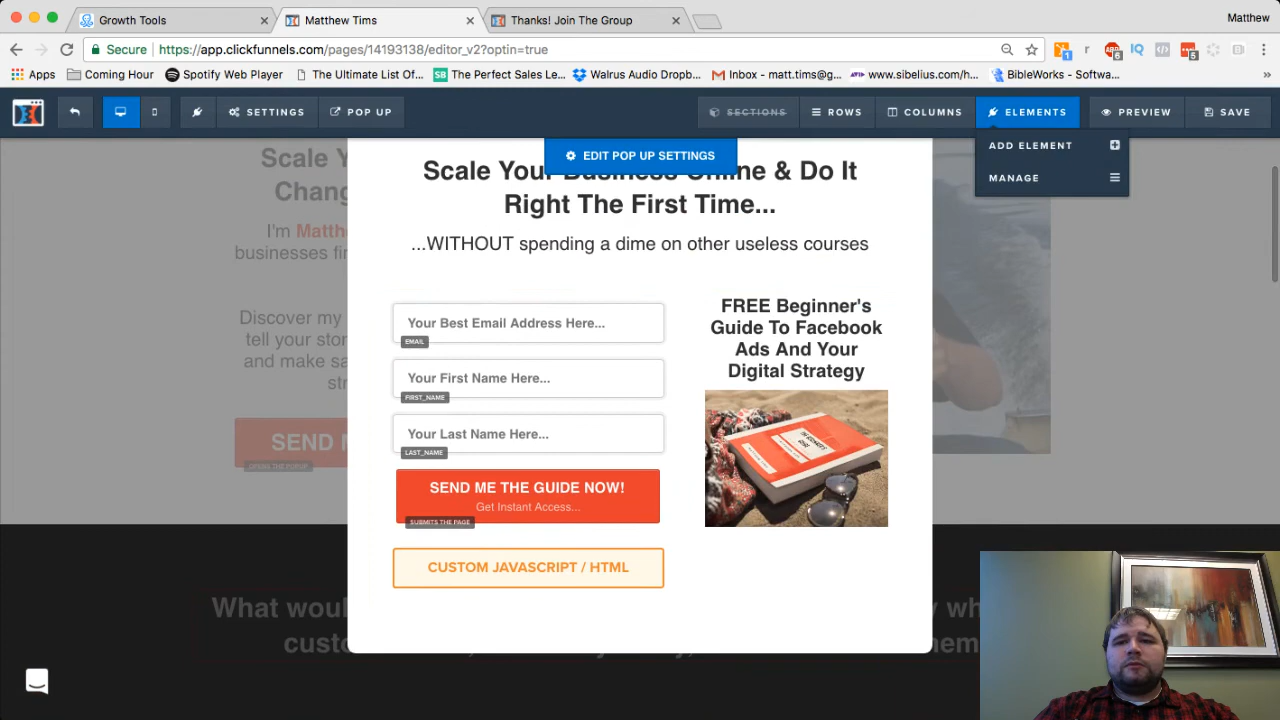 Growth Tools
Matthew Tims
Thanks! Join The Group
Matthew
Secure
https://app.clickfunnels.com/pages/14193138/editor_v2?optin=true
Apps
Coming Hour
Spotify Web Player
The Ultimate List Of...
The Perfect Sales Le...
Walrus Audio Dropb...
Inbox - matt.tims@g...
www.sibelius.com/h...
BibleWorks - Softwa...
SETTINGS
POP UP
SECTIONS
ROWS
COLUMNS
ELEMENTS
PREVIEW
SAVE
ADD ELEMENT
MANAGE
EDIT POP UP SETTINGS
Scale Your Business Online & Do It
Right The First Time...
...WITHOUT spending a dime on other useless courses
Your Best Email Address Here...
EMAIL
Your First Name Here...
FIRST_NAME
Your Last Name Here...
LAST_NAME
SEND ME THE GUIDE NOW!
Get Instant Access...
SUBMITS THE PAGE
CUSTOM JAVASCRIPT / HTML
FREE Beginner's
Guide To Facebook
Ads And Your
Digital Strategy
Scale Y
Chang
I'm Matth
businesses fi
Discover my
tell your stor
and make sa
str
SEND M
OPENS THE POPUP
What woul
custo
hem